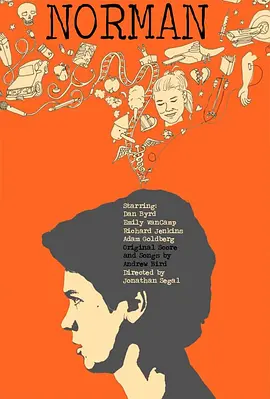 NORMAN
Starring:
Dan Byrd
Emily VanCamp
Richard Jenkins
Adam Goldberg
Original Score
and Songs by
Andrew Bird
Directed by
Jonathan Segal